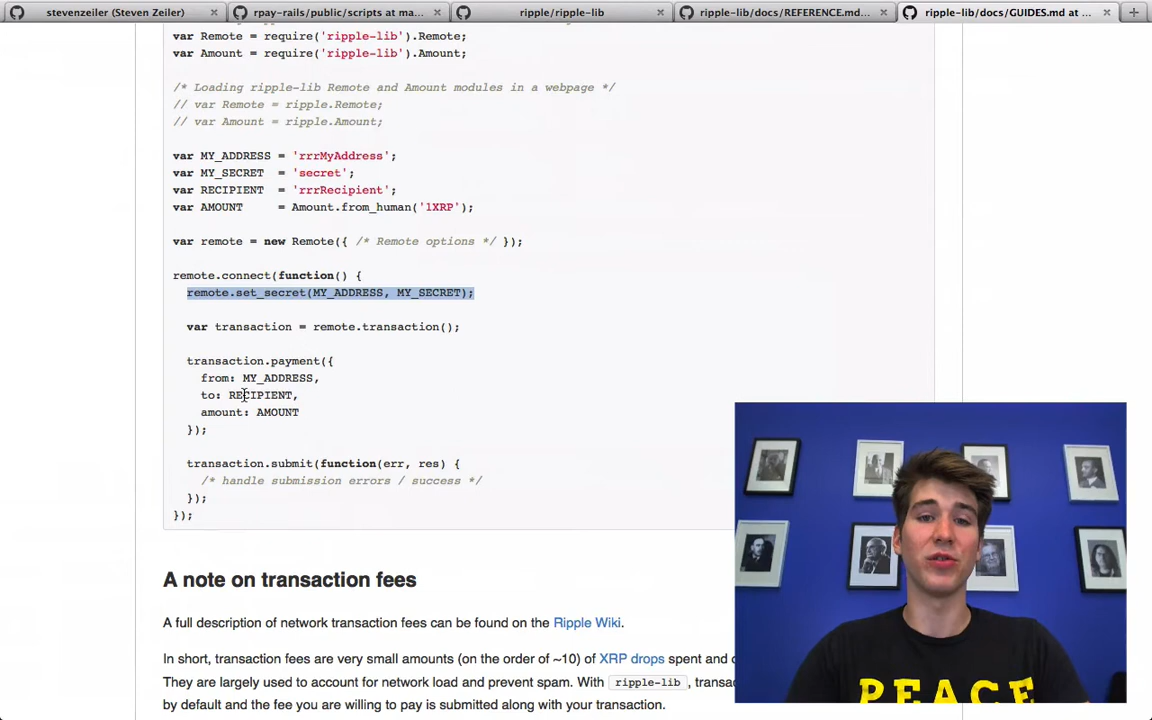 stevenzeiler (Steven Zeiler)
rpay-rails/public/scripts at ma...
ripple/ripple-lib
ripple-lib/docs/REFERENCE.md...
ripple-lib/docs/GUIDES.md at ...
var Remote = require('ripple-lib').Remote;
var Amount = require('ripple-lib').Amount;
/* Loading ripple-lib Remote and Amount modules in a webpage */
// var Remote = ripple.Remote;
// var Amount = ripple.Amount;
var MY_ADDRESS = 'rrrMyAddress';
var MY_SECRET = 'secret';
var RECIPIENT = 'rrrRecipient';
var AMOUNT = Amount.from_human('1XRP');
var remote = new Remote({ /* Remote options */ });
remote.connect(function() {
remote.set_secret(MY_ADDRESS, MY_SECRET);
var transaction = remote.transaction();
transaction.payment({
from: MY_ADDRESS,
to: RECIPIENT,
amount: AMOUNT
});
transaction.submit(function(err, res) {
/* handle submission errors / success */
});
});
A note on transaction fees
A full description of network transaction fees can be found on the Ripple Wiki.
In short, transaction fees are very small amounts (on the order of ~10) of XRP drops spent and
They are largely used to account for network load and prevent spam. With ripple-lib, transac
by default and the fee you are willing to pay is submitted along with your transaction.
PEACE